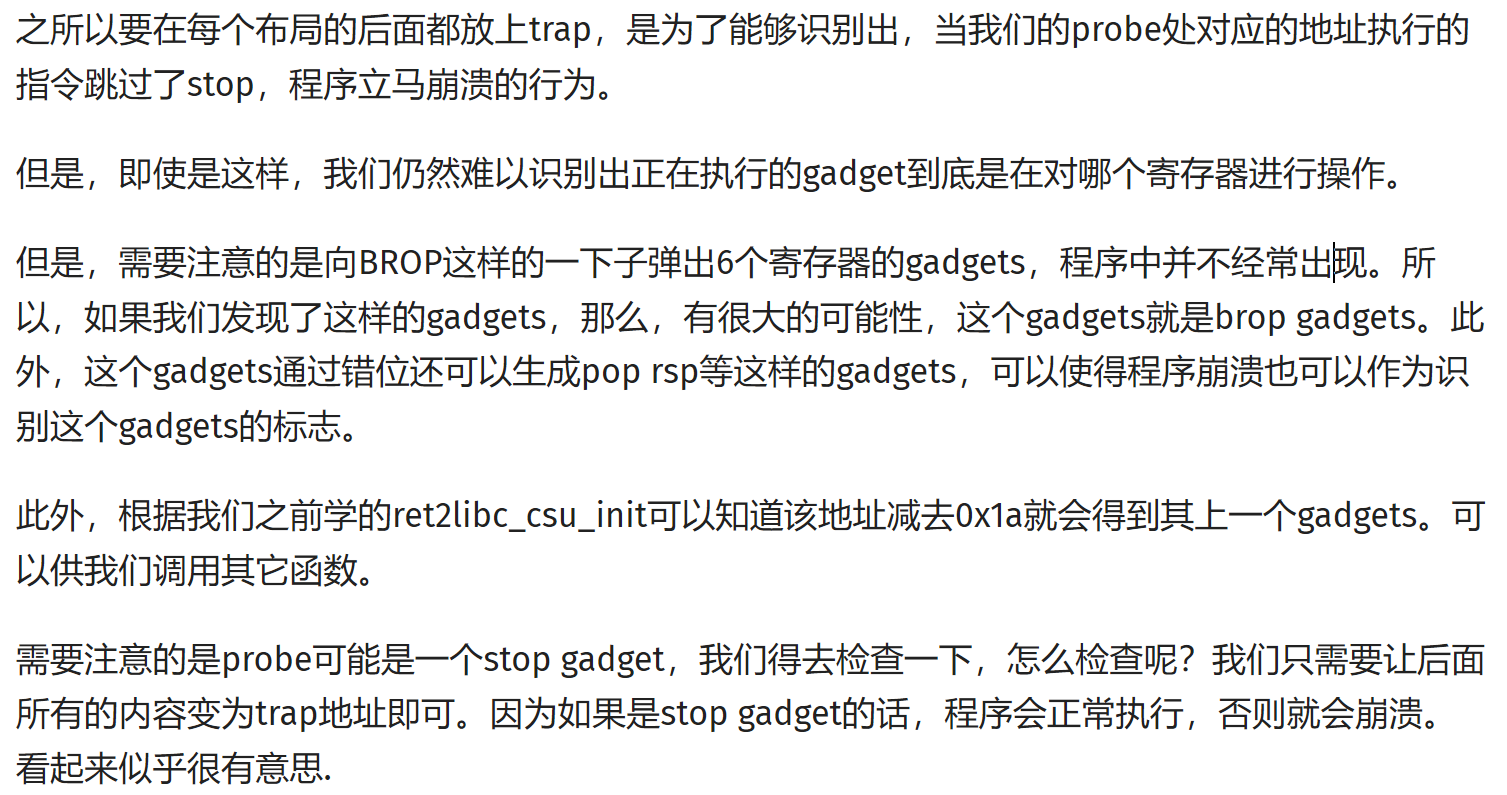 之所以要在每个布局的后面都放上trap，是为了能够识别出，当我们的probe处对应的地址执行的
指令跳过了stop，程序立马崩溃的行为。
但是，即使是这样，我们仍然难以识别出正在执行的gadget到底是在对哪个寄存器进行操作。
但是，需要注意的是向BROP这样的一下子弹出6个寄存器的gadgets，程序中并不经常出现。所
以，如果我们发现了这样的gadgets，那么，有很大的可能性，这个gadgets就是brop gadgets。此
外，这个gadgets通过错位还可以生成pop rsp等这样的gadgets，可以使得程序崩溃也可以作为识
别这个gadgets的标志。
此外，根据我们之前学的ret2libc_csu_init可以知道该地址减去0x1a就会得到其上一个gadgets。可
以供我们调用其它函数。
需要注意的是probe可能是一个stop gadget，我们得去检查一下，怎么检查呢？我们只需要让后面
所有的内容变为trap地址即可。因为如果是stop gadget的话，程序会正常执行，否则就会崩溃。
看起来似乎很有意思.